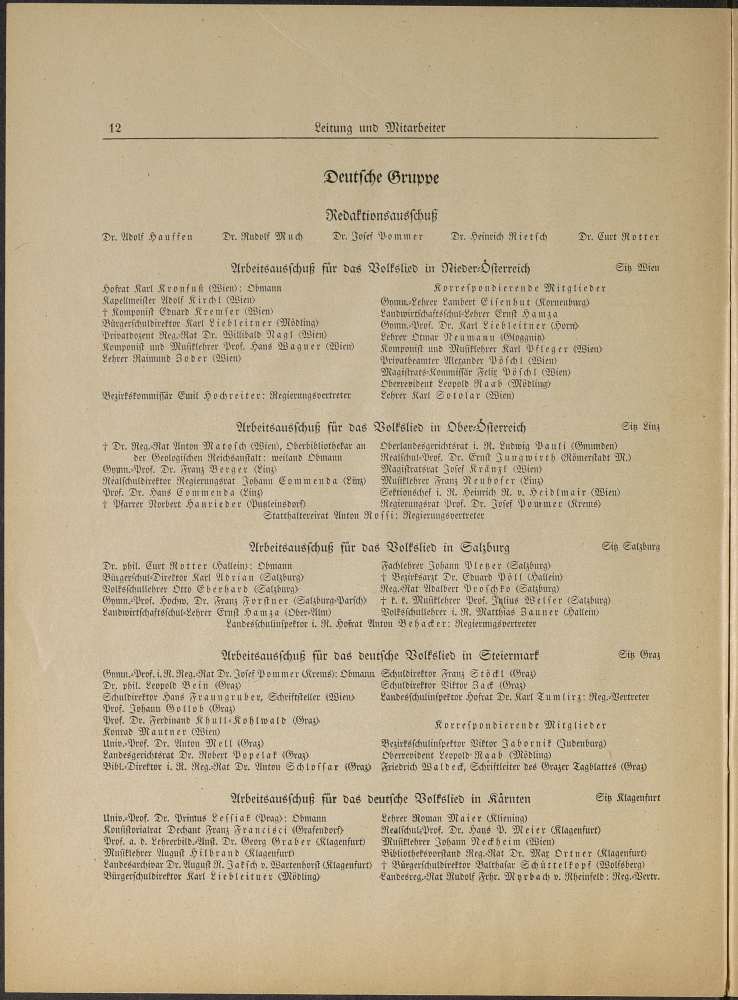 12
Leitung und Mitarbeiter
Deutsche Gruppe
Redaktionsausschuß
Dr. Adolf Hauffen Dr. Rudolf Much Dr. Josef Pommer Dr. Heinrich Rietsch Dr. Curt Rotter
Arbeitsausschuß für das Volkslied in Nieder-Österreich Sitz Wien
Hofrat Karl Kronfuß (Wien): Obmann
Kapellmeister Adolf Kirchl (Wien)
† Komponist Eduard Kremser (Wien)
Bürgerschuldirektor Karl Liebleitner (Mödling)
Privatdozent Reg.-Rat Dr. Willibald Nagl (Wien)
Komponist und Musiklehrer Prof. Hans Wagner (Wien)
Lehrer Raimund Zoder (Wien)
Bezirkskommissär Emil Hochreiter: Regierungsvertreter
Korrespondierende Mitglieder
Gymn.-Lehrer Lambert Eisenhut (Korneuburg)
Landwirtschaftsschul-Lehrer Ernst Hamza
Gymn.-Prof. Dr. Karl Liebleitner (Horn)
Lehrer Otmar Neumann (Gloggnitz)
Komponist und Musiklehrer Karl Pfleger (Wien)
Privatbeamter Alexander Pöschl (Wien)
Magistrats-Kommissär Felix Pöschl (Wien)
Oberrevident Leopold Raab (Mödling)
Lehrer Karl Sotolar (Wien)
Arbeitsausschuß für das Volkslied in Ober-Österreich Sitz Linz
† Dr. Reg.-Rat Anton Matosch (Wien), Oberbibliothekar an
der Geologischen Reichsanstalt: weiland Obmann
Gymn.-Prof. Dr. Franz Berger (Linz)
Realschuldirektor Regierungsrat Johann Commenda (Linz)
Prof. Dr. Hans Commenda (Linz)
† Pfarrer Norbert Hanrieder (Putzleinsdorf)
Oberlandesgerichtsrat i. R. Ludwig Pauli (Gmunden)
Realschul-Prof. Dr. Ernst Jungwirth (Römerstadt M.)
Magistratsrat Josef Kränzl (Wien)
Musiklehrer Franz Neuhofer (Linz)
Sektionschef i. R. Heinrich R. v. Heidlmair (Wien)
Regierungsrat Prof. Dr. Josef Pommer (Krems)
Statthaltereirat Anton Rossi: Regierungsvertreter
Arbeitsausschuß für das Volkslied in Salzburg Sitz Salzburg
Dr. phil. Curt Rotter (Hallein): Obmann
Bürgerschul-Direktor Karl Adrian (Salzburg)
Volksschullehrer Otto Eberhard (Salzburg)
Gymn.-Prof. Hochw. Dr. Franz Forstner (Salzburg-Parsch)
Landwirtschaftsschul-Lehrer Ernst Hamza (Ober-Alm)
Fachlehrer Johann Pletzer (Salzburg)
† Bezirksarzt Dr. Eduard Pöll (Hallein)
Reg.-Rat Adalbert Proschko (Salzburg)
† k. k. Musiklehrer Prof. Julius Welser (Salzburg)
Volksschullehrer i. R. Matthias Zauner (Hallein)
Landesschulinspektor i. R. Hofrat Anton Behacker: Regierungsvertreter
Arbeitsausschuß für das deutsche Volkslied in Steiermark Sitz Graz
Gymn.-Prof. i. R. Reg.-Rat Dr. Josef Pommer (Krems): Obmann
Dr. phil. Leopold Bein (Graz)
Schuldirektor Hans Fraungruber, Schriftsteller (Wien)
Prof. Johann Gollob (Graz)
Prof. Dr. Ferdinand Khull-Kohlwald (Graz)
Konrad Mautner (Wien)
Univ.-Prof. Dr. Anton Mell (Graz)
Landesgerichtsrat Dr. Robert Popelak (Graz)
Bibl.-Direktor i. R. Reg.-Rat Dr. Anton Schlossar (Graz)
Schuldirektor Franz Stöckl (Graz)
Schuldirektor Viktor Zack (Graz)
Landesschulinspektor Hofrat Dr. Karl Tumlirz: Reg.-Vertreter
Korrespondierende Mitglieder
Bezirksschulinspektor Viktor Jabornik (Judenburg)
Oberrevident Leopold Raab (Mödling)
Friedrich Waldeck, Schriftleiter des Grazer Tagblattes (Graz)
Arbeitsausschuß für das deutsche Volkslied in Kärnten Sitz Klagenfurt
Univ.-Prof. Dr. Primus Lessiak (Prag): Obmann
Konsistorialrat Dechant Franz Francisci (Grafendorf)
Prof. a. d. Lehrerbild.-Anst. Dr. Georg Graber (Klagenfurt)
Musiklehrer August Hilbrand (Klagenfurt)
Landesarchivar Dr. August R. Jaksch v. Wartenhorst (Klagenfurt)
Bürgerschuldirektor Karl Liebleitner (Mödling)
Lehrer Roman Maier (Kliening)
Realschul-Prof. Dr. Hans P. Meier (Klagenfurt)
Musiklehrer Johann Neckheim (Wien)
Bibliotheksvorstand Reg.-Rat Dr. Max Ortner (Klagenfurt)
† Bürgerschuldirektor Balthasar Schüttelkopf (Wolfsberg)
Landesreg.-Rat Rudolf Frhr. Myrbach v. Rheinfeld: Reg.-Vertr.